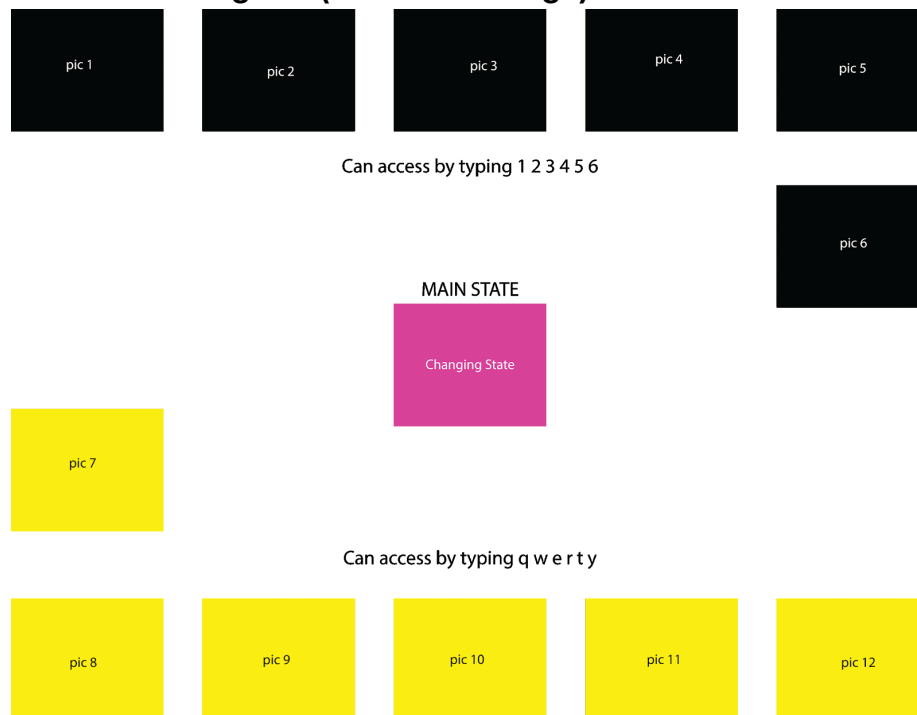 pic 1
pic 2
pic 3
pic 4
pic 5
Can access by typing 1 2 3 4 5 6
pic 6
MAIN STATE
Changing State
pic 7
Can access by typing q w e r t y
pic 8
pic 9
pic 10
pic 11
pic 12